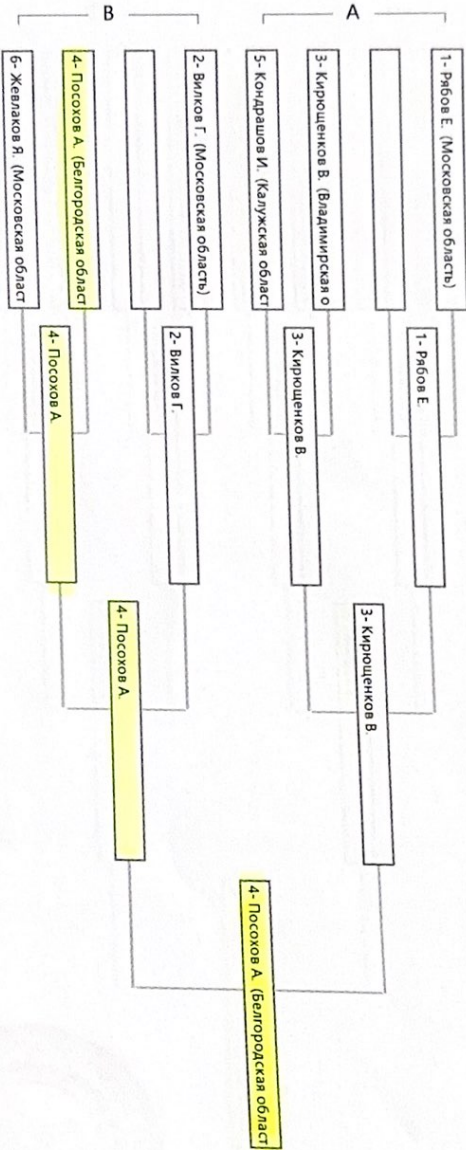 A
1- Рябов Е. (Московская область)
3- Кирющенков В. (Владимирская о
5- Кондрашов И. (Калужская област
B
2- Вилков Г. (Московская область)
4- Посохов А. (Белгородская област
6- Жевлаков Я. (Московская област
1- Рябов Е.
3- Кирющенков В.
2- Вилков Г.
4- Посохов А.
3- Кирющенков В.
4- Посохов А.
4- Посохов А. (Белгородская област